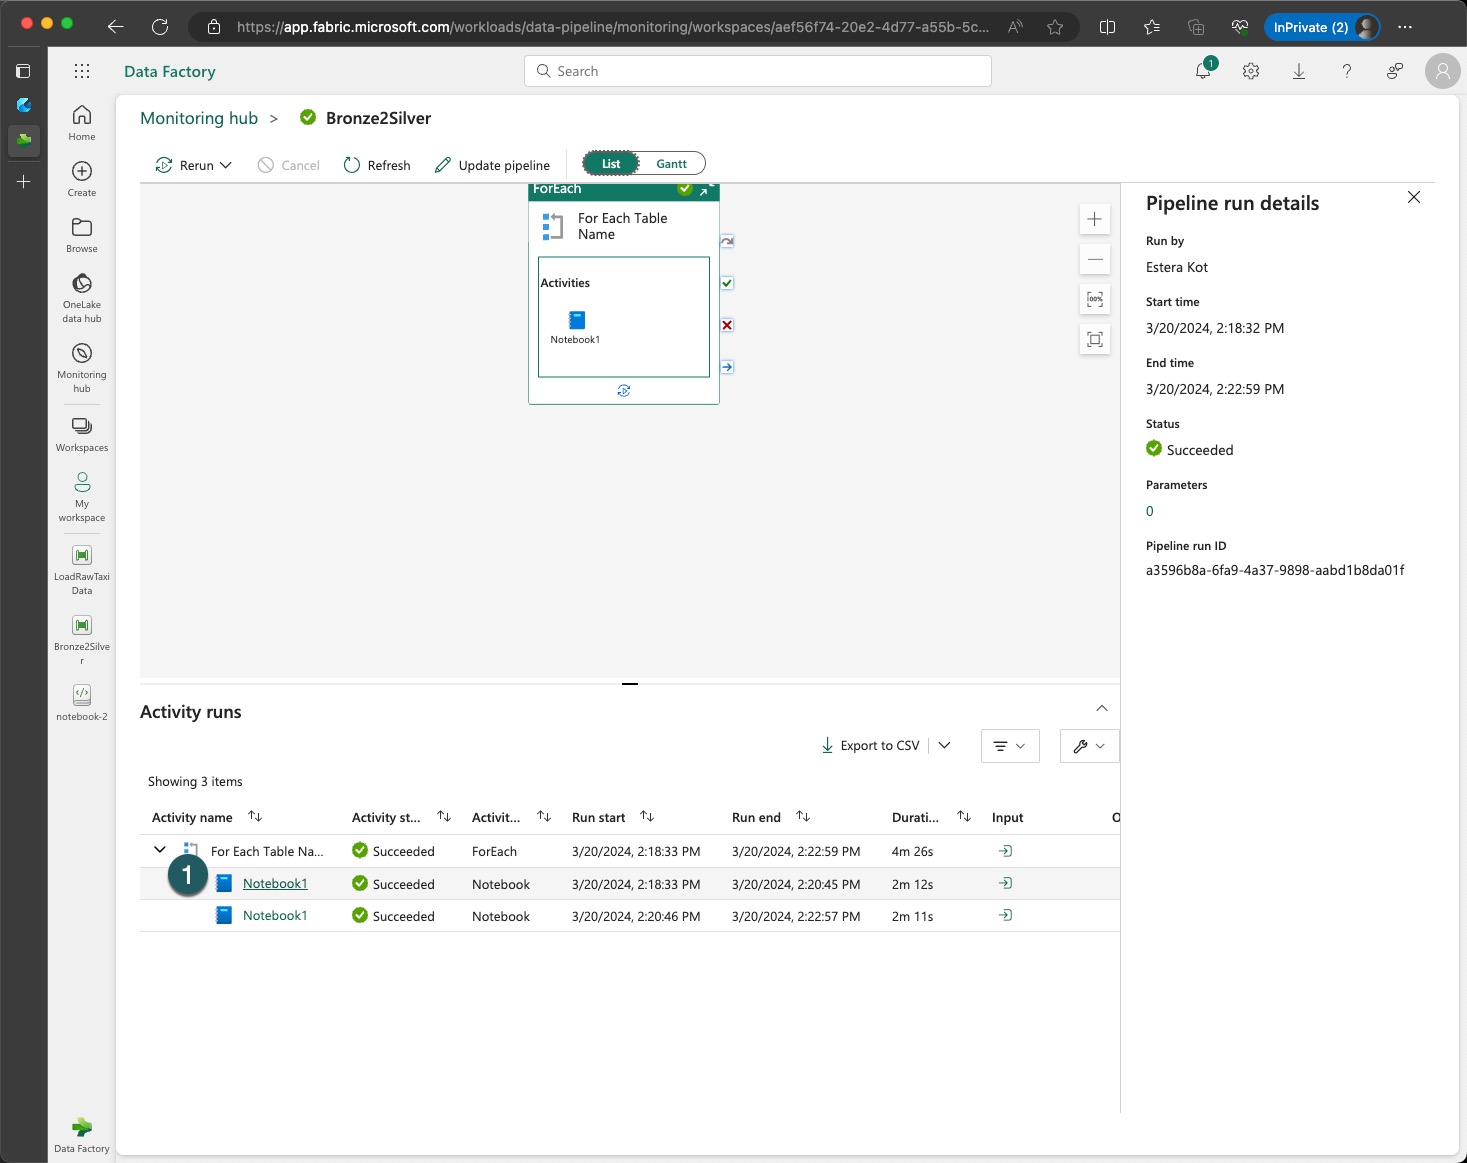 https://app.fabric.microsoft.com/workloads/data-pipeline/monitoring/workspaces/aef56f74-20e2-4d77-a55b-5c...
InPrivate (2)
Data Factory
Search
1
Home
Create
Browse
OneLake
data hub
Monitoring
hub
Workspaces
My
workspace
LoadRawTaxi
Data
Bronze2Silve
r
notebook-2
Data Factory
Monitoring hub > Bronze2Silver
Rerun
Cancel
Refresh
Update pipeline
List
Gantt
ForEach
For Each Table
Name
Activities
Notebook1
100%
Pipeline run details
Run by
Estera Kot
Start time
3/20/2024, 2:18:32 PM
End time
3/20/2024, 2:22:59 PM
Status
Succeeded
Parameters
0
Pipeline run ID
a3596b8a-6fa9-4a37-9898-aabd1b8da01f
Activity runs
Export to CSV
Showing 3 items
Activity name Activity st... Activit... Run start Run end Durati... Input O
For Each Table Na... Succeeded ForEach 3/20/2024, 2:18:33 PM 3/20/2024, 2:22:59 PM 4m 26s
1 Notebook1 Succeeded Notebook 3/20/2024, 2:18:33 PM 3/20/2024, 2:20:45 PM 2m 12s
Notebook1 Succeeded Notebook 3/20/2024, 2:20:46 PM 3/20/2024, 2:22:57 PM 2m 11s